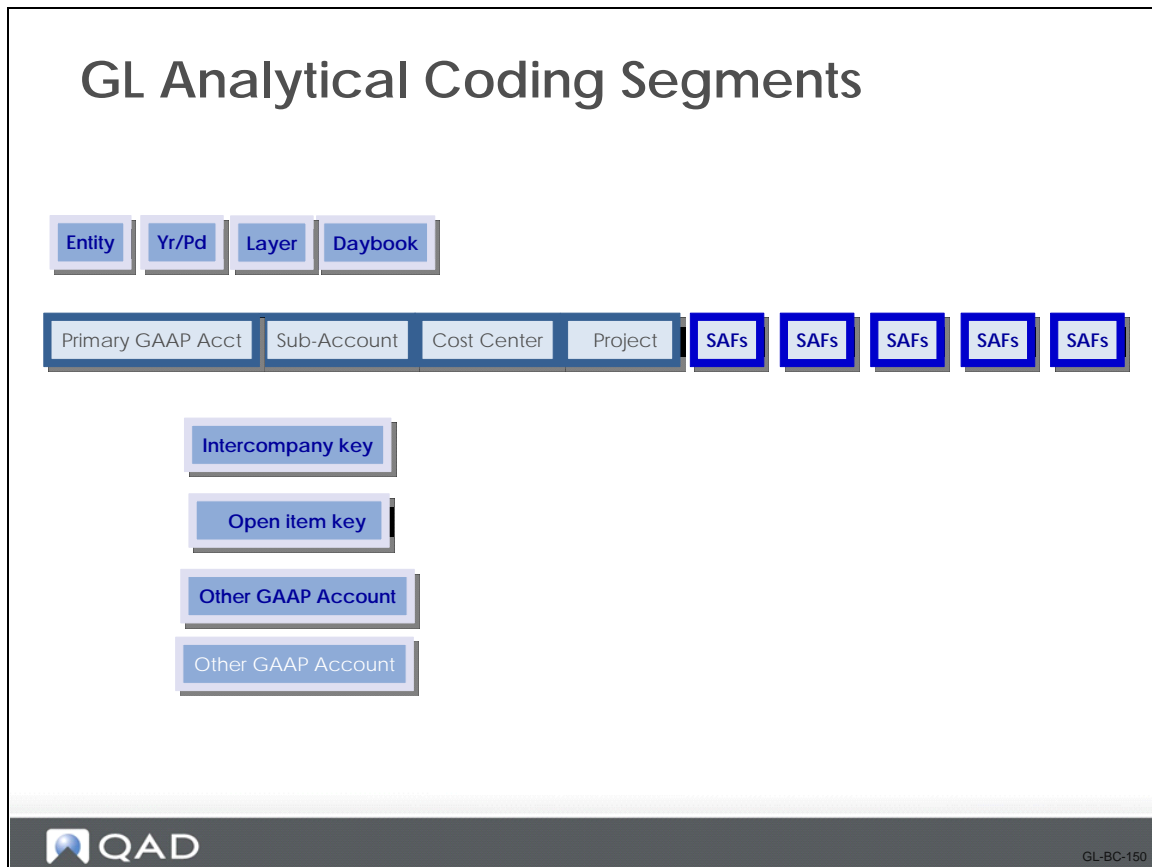 GL Analytical Coding Segments
Entity Yr/Pd Layer Daybook
Primary GAAP Acct Sub-Account Cost Center Project SAFs SAFs SAFs SAFs SAFs
Intercompany key
Open item key
Other GAAP Account
Other GAAP Account
QAD
GL-BC-150